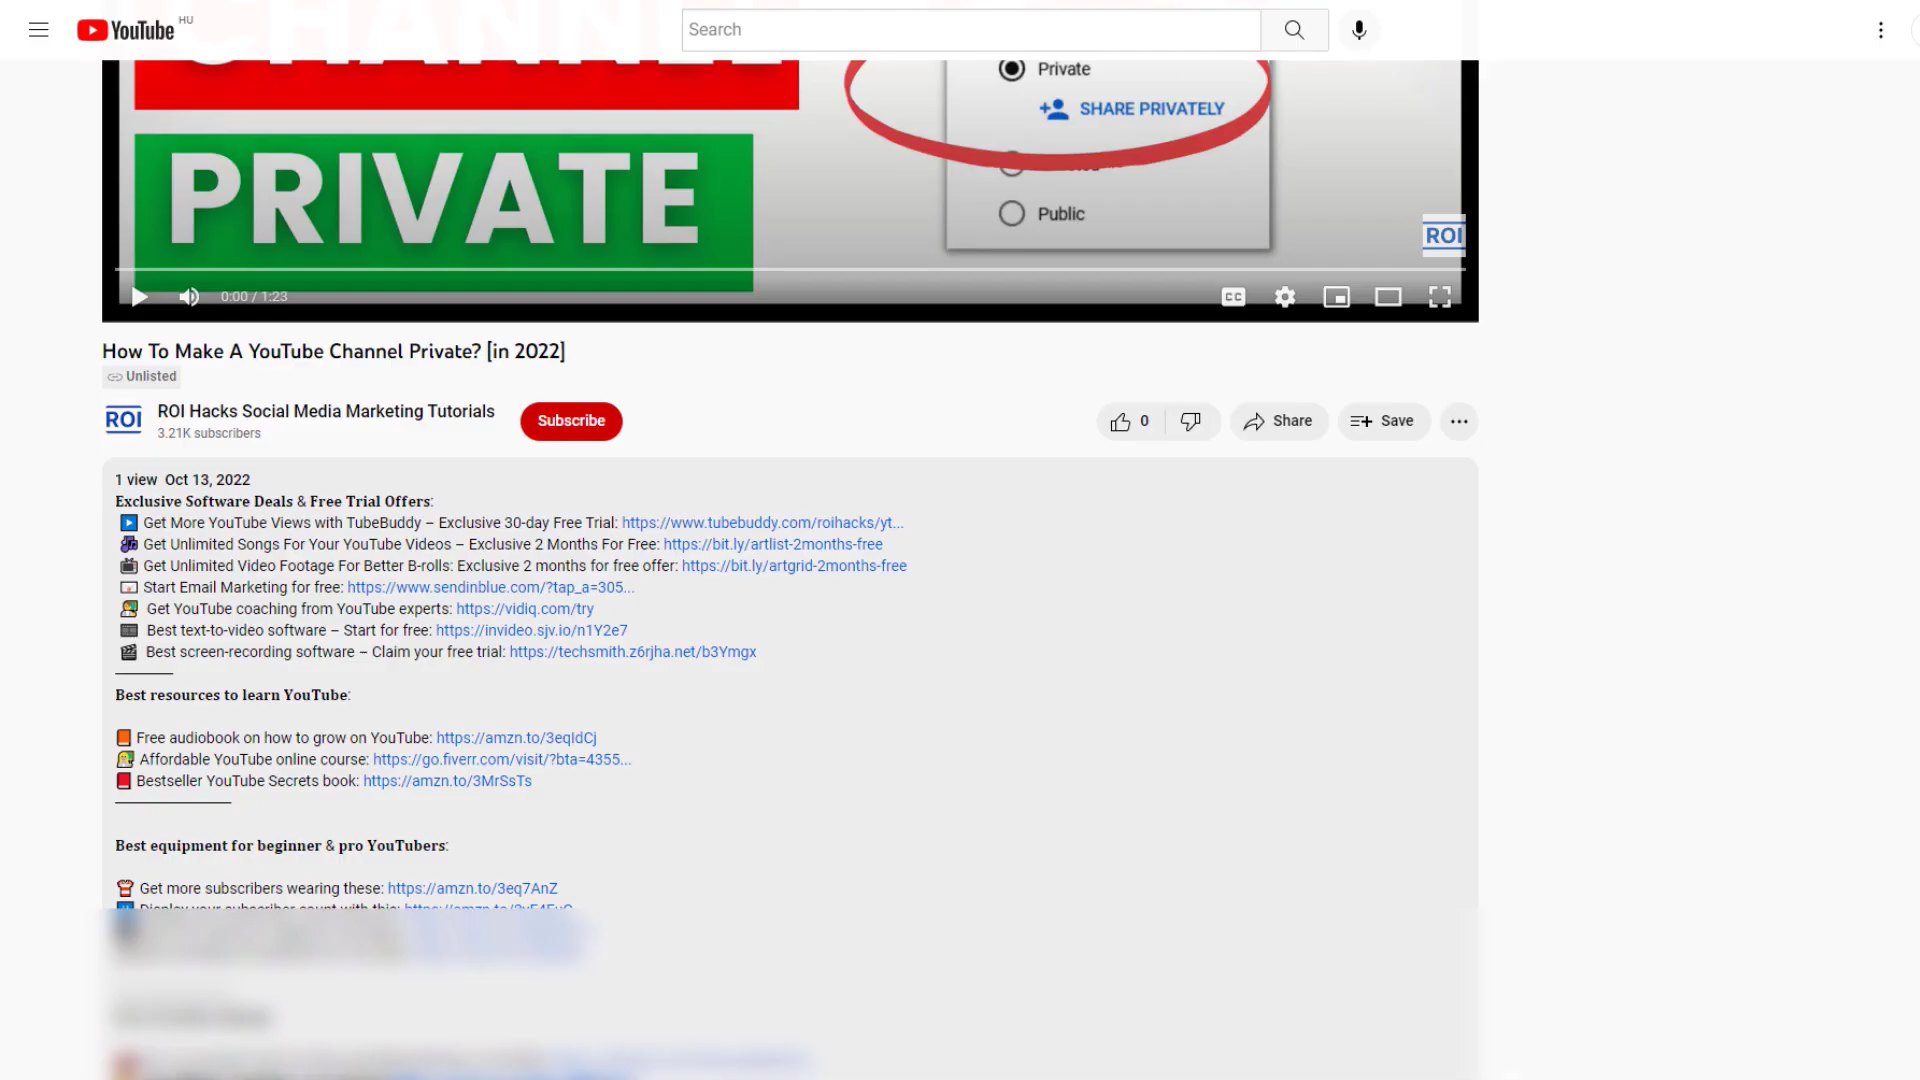 YouTube HU
Search
CHANNEL
Private
SHARE PRIVATELY
PRIVATE
Public
ROI
0:00 / 1:23
CC
How To Make A YouTube Channel Private? [in 2022]
Unlisted
ROI
ROI Hacks Social Media Marketing Tutorials
3.21K subscribers
Subscribe
0
Share
Save
1 view Oct 13, 2022
Exclusive Software Deals & Free Trial Offers:
Get More YouTube Views with TubeBuddy – Exclusive 30-day Free Trial: https://www.tubebuddy.com/roihacks/yt...
Get Unlimited Songs For Your YouTube Videos – Exclusive 2 Months For Free: https://bit.ly/artlist-2months-free
Get Unlimited Video Footage For Better B-rolls: Exclusive 2 months for free offer: https://bit.ly/artgrid-2months-free
Start Email Marketing for free: https://www.sendinblue.com/?tap_a=305...
Get YouTube coaching from YouTube experts: https://vidiq.com/try
Best text-to-video software – Start for free: https://invideo.sjv.io/n1Y2e7
Best screen-recording software – Claim your free trial: https://techsmith.z6rjha.net/b3Ymgx
Best resources to learn YouTube:
Free audiobook on how to grow on YouTube: https://amzn.to/3eqIdCj
Affordable YouTube online course: https://go.fiverr.com/visit/?bta=4355...
Bestseller YouTube Secrets book: https://amzn.to/3MrSsTs
Best equipment for beginner & pro YouTubers:
Get more subscribers wearing these: https://amzn.to/3eq7AnZ
Display your subscriber count with this: